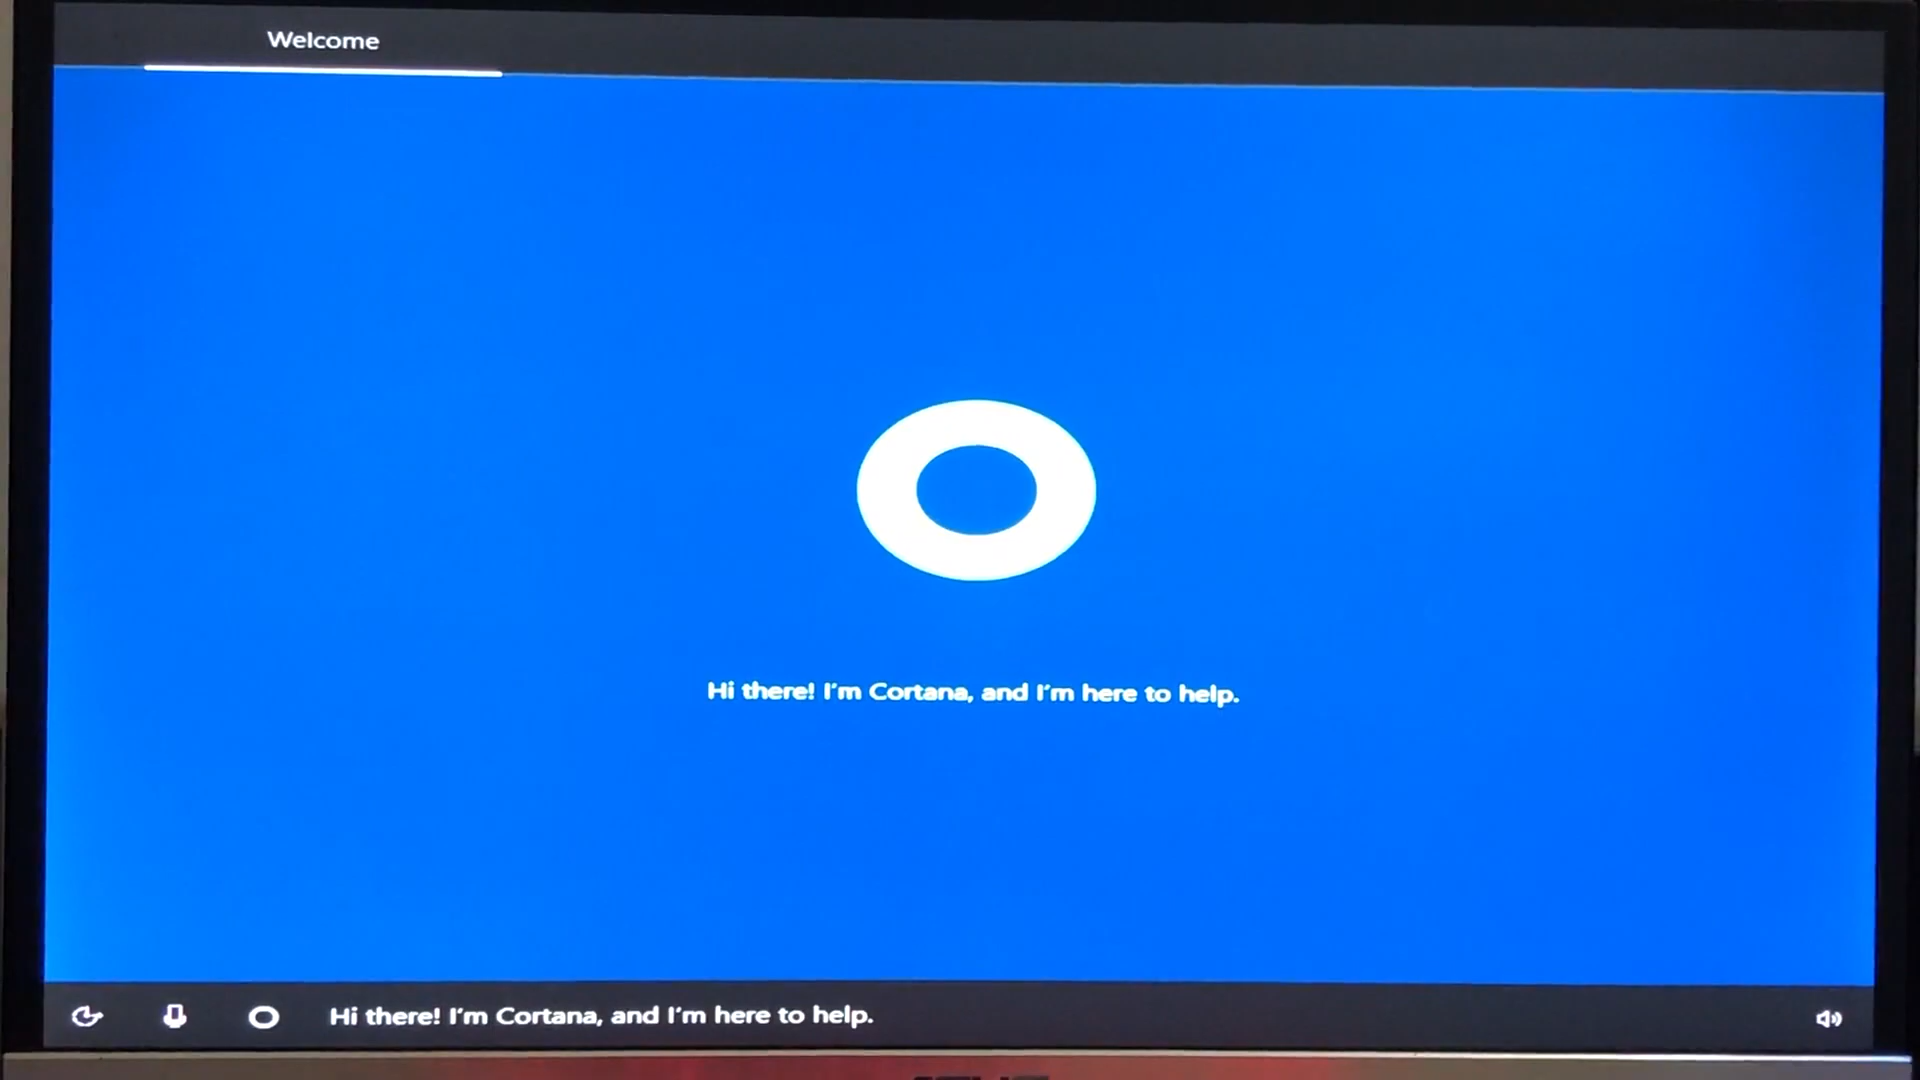 Welcome
Hi there! I'm Cortana, and I'm here to help.
Hi there! I'm Cortana, and I'm here to help.